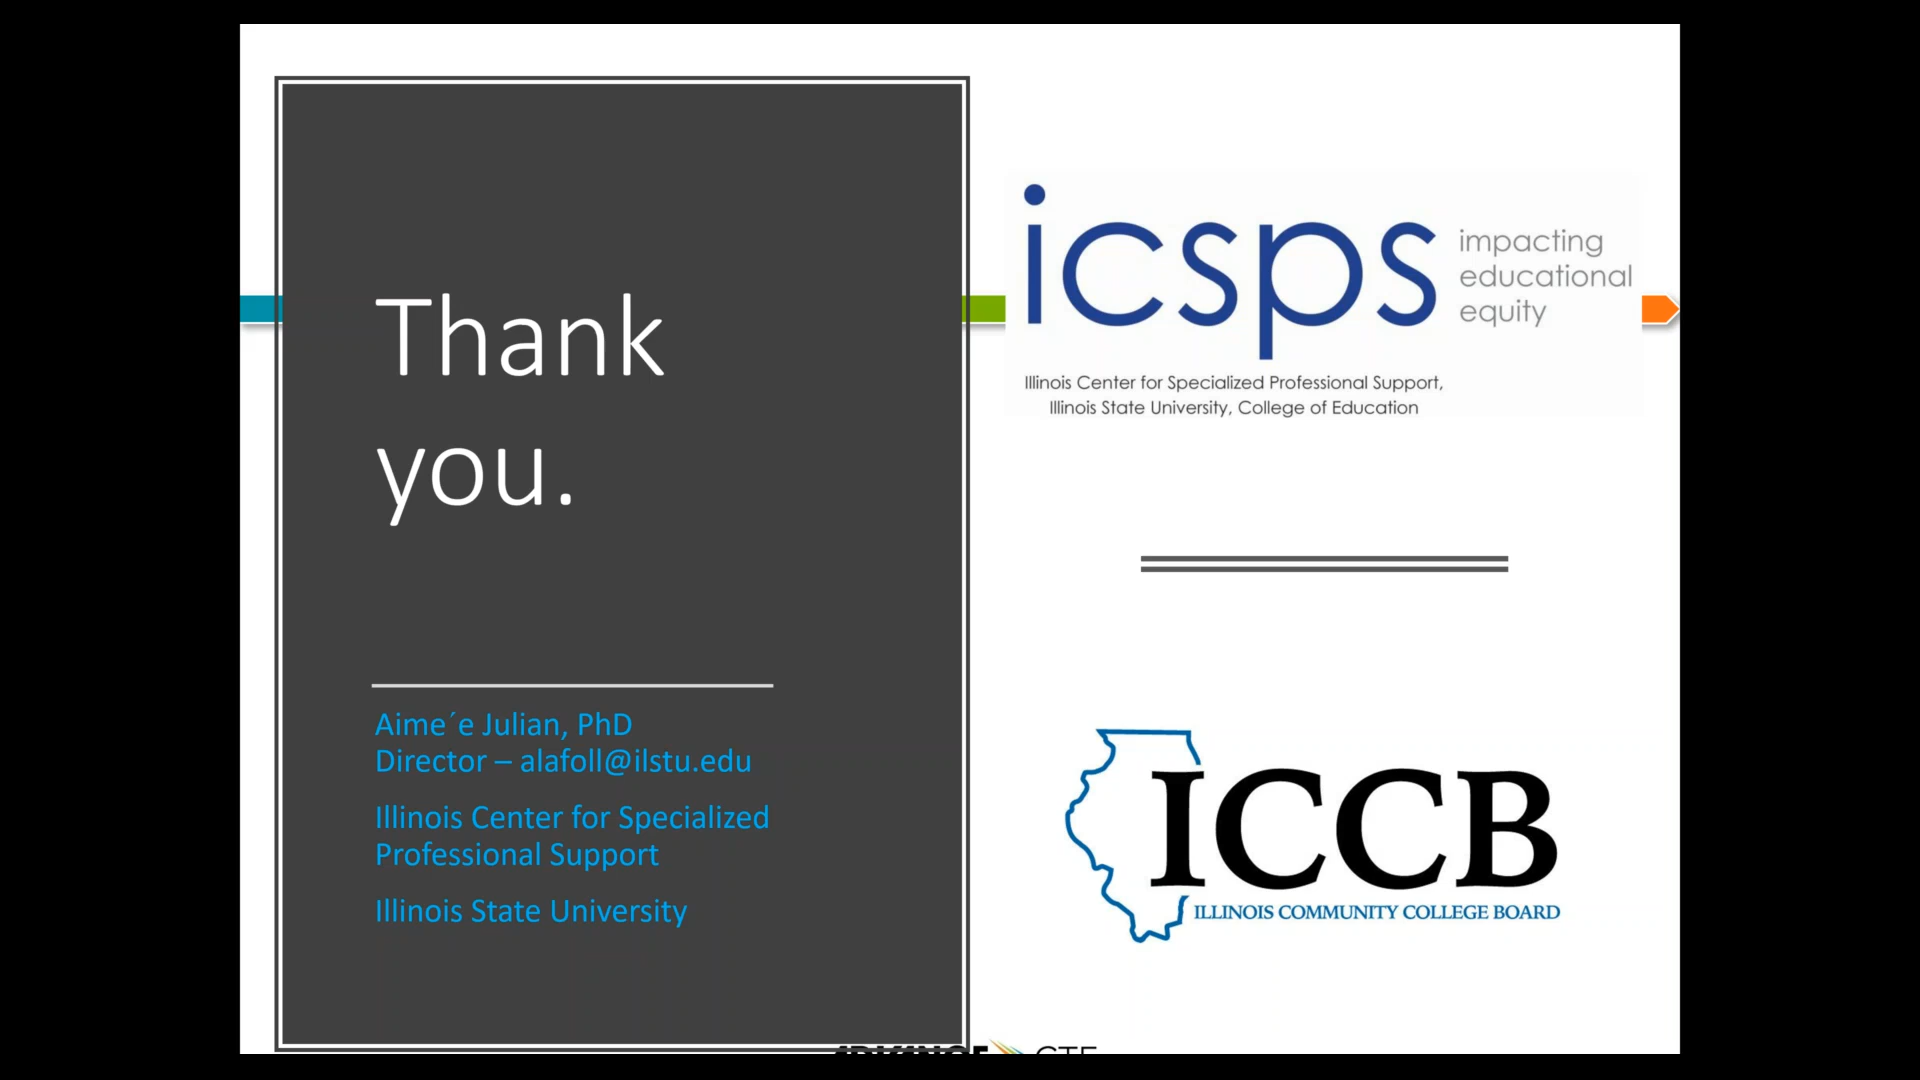 Thank
you.
Aime´e Julian, PhD
Director – alafoll@ilstu.edu
Illinois Center for Specialized
Professional Support
Illinois State University
icsps
impacting
educational
equity
Illinois Center for Specialized Professional Support,
Illinois State University, College of Education
ICCB
ILLINOIS COMMUNITY COLLEGE BOARD